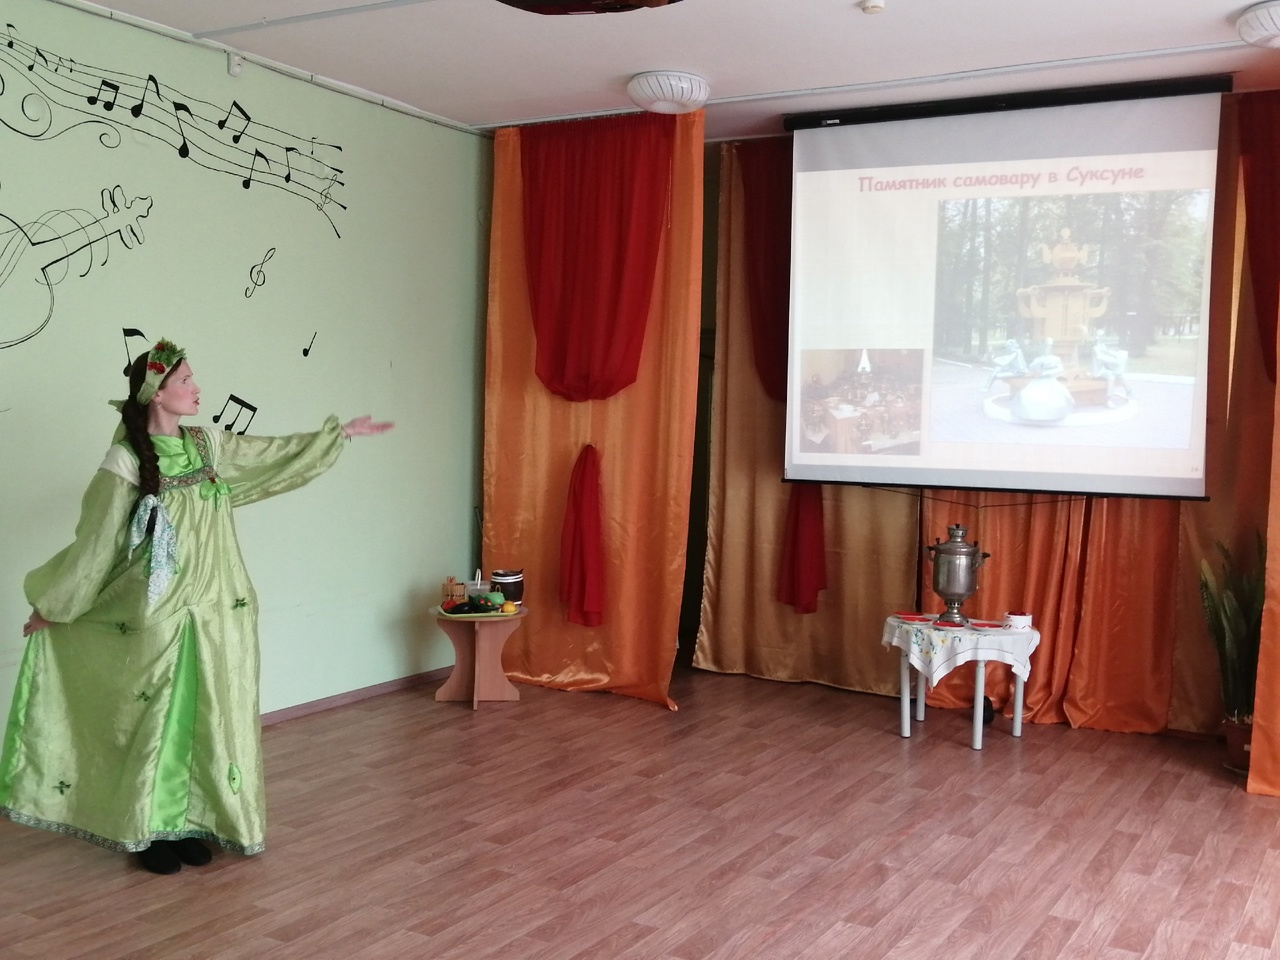 Памятник самовару в Суксуне